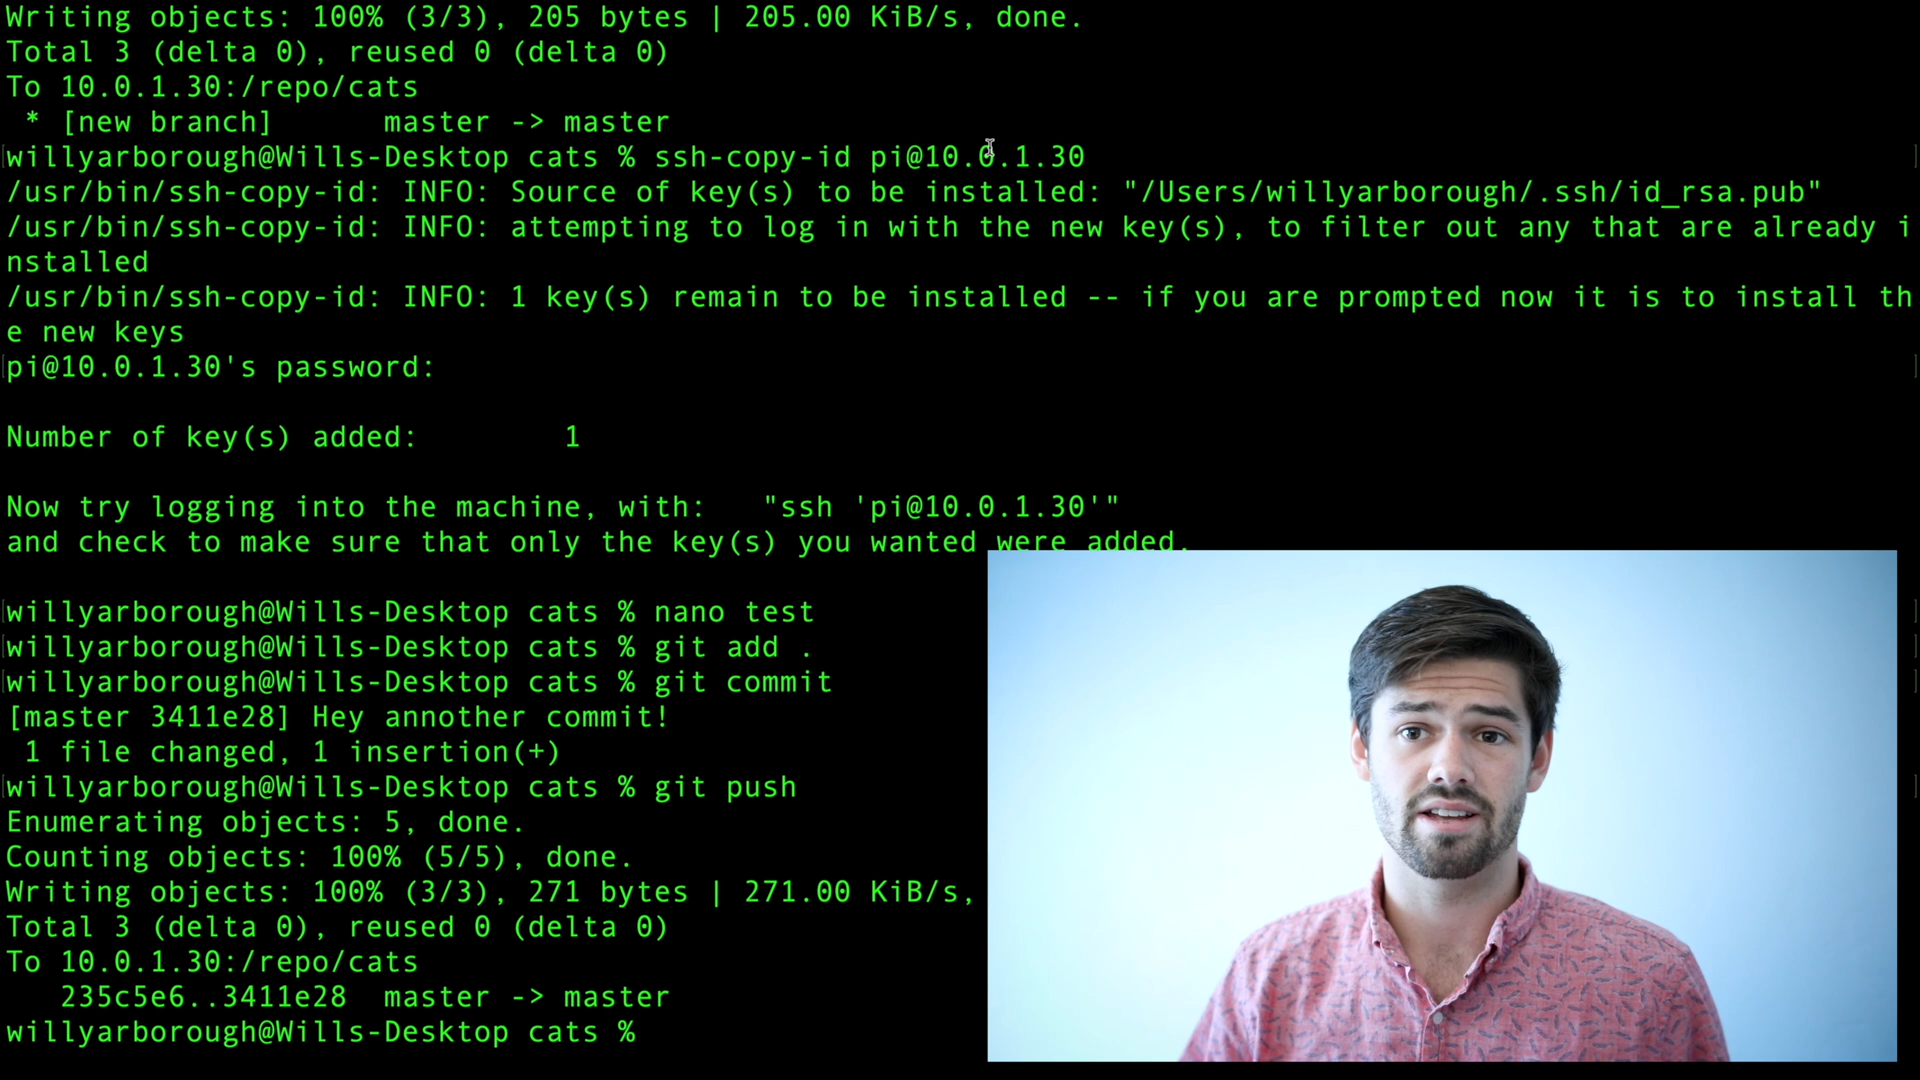 Writing objects: 100% (3/3), 205 bytes | 205.00 KiB/s, done.
Total 3 (delta 0), reused 0 (delta 0)
To 10.0.1.30:/repo/cats
 * [new branch]      master -> master
willyarborough@Wills-Desktop cats % ssh-copy-id pi@10.0.1.30
/usr/bin/ssh-copy-id: INFO: Source of key(s) to be installed: "/Users/willyarborough/.ssh/id_rsa.pub"
/usr/bin/ssh-copy-id: INFO: attempting to log in with the new key(s), to filter out any that are already i
nstalled
/usr/bin/ssh-copy-id: INFO: 1 key(s) remain to be installed -- if you are prompted now it is to install th
e new keys
pi@10.0.1.30's password:
Number of key(s) added:        1
Now try logging into the machine, with:   "ssh 'pi@10.0.1.30'"
and check to make sure that only the key(s) you wanted were added.
willyarborough@Wills-Desktop cats % nano test
willyarborough@Wills-Desktop cats % git add .
willyarborough@Wills-Desktop cats % git commit
[master 3411e28] Hey annother commit!
 1 file changed, 1 insertion(+)
willyarborough@Wills-Desktop cats % git push
Enumerating objects: 5, done.
Counting objects: 100% (5/5), done.
Writing objects: 100% (3/3), 271 bytes | 271.00 KiB/s,
Total 3 (delta 0), reused 0 (delta 0)
To 10.0.1.30:/repo/cats
   235c5e6..3411e28  master -> master
willyarborough@Wills-Desktop cats %